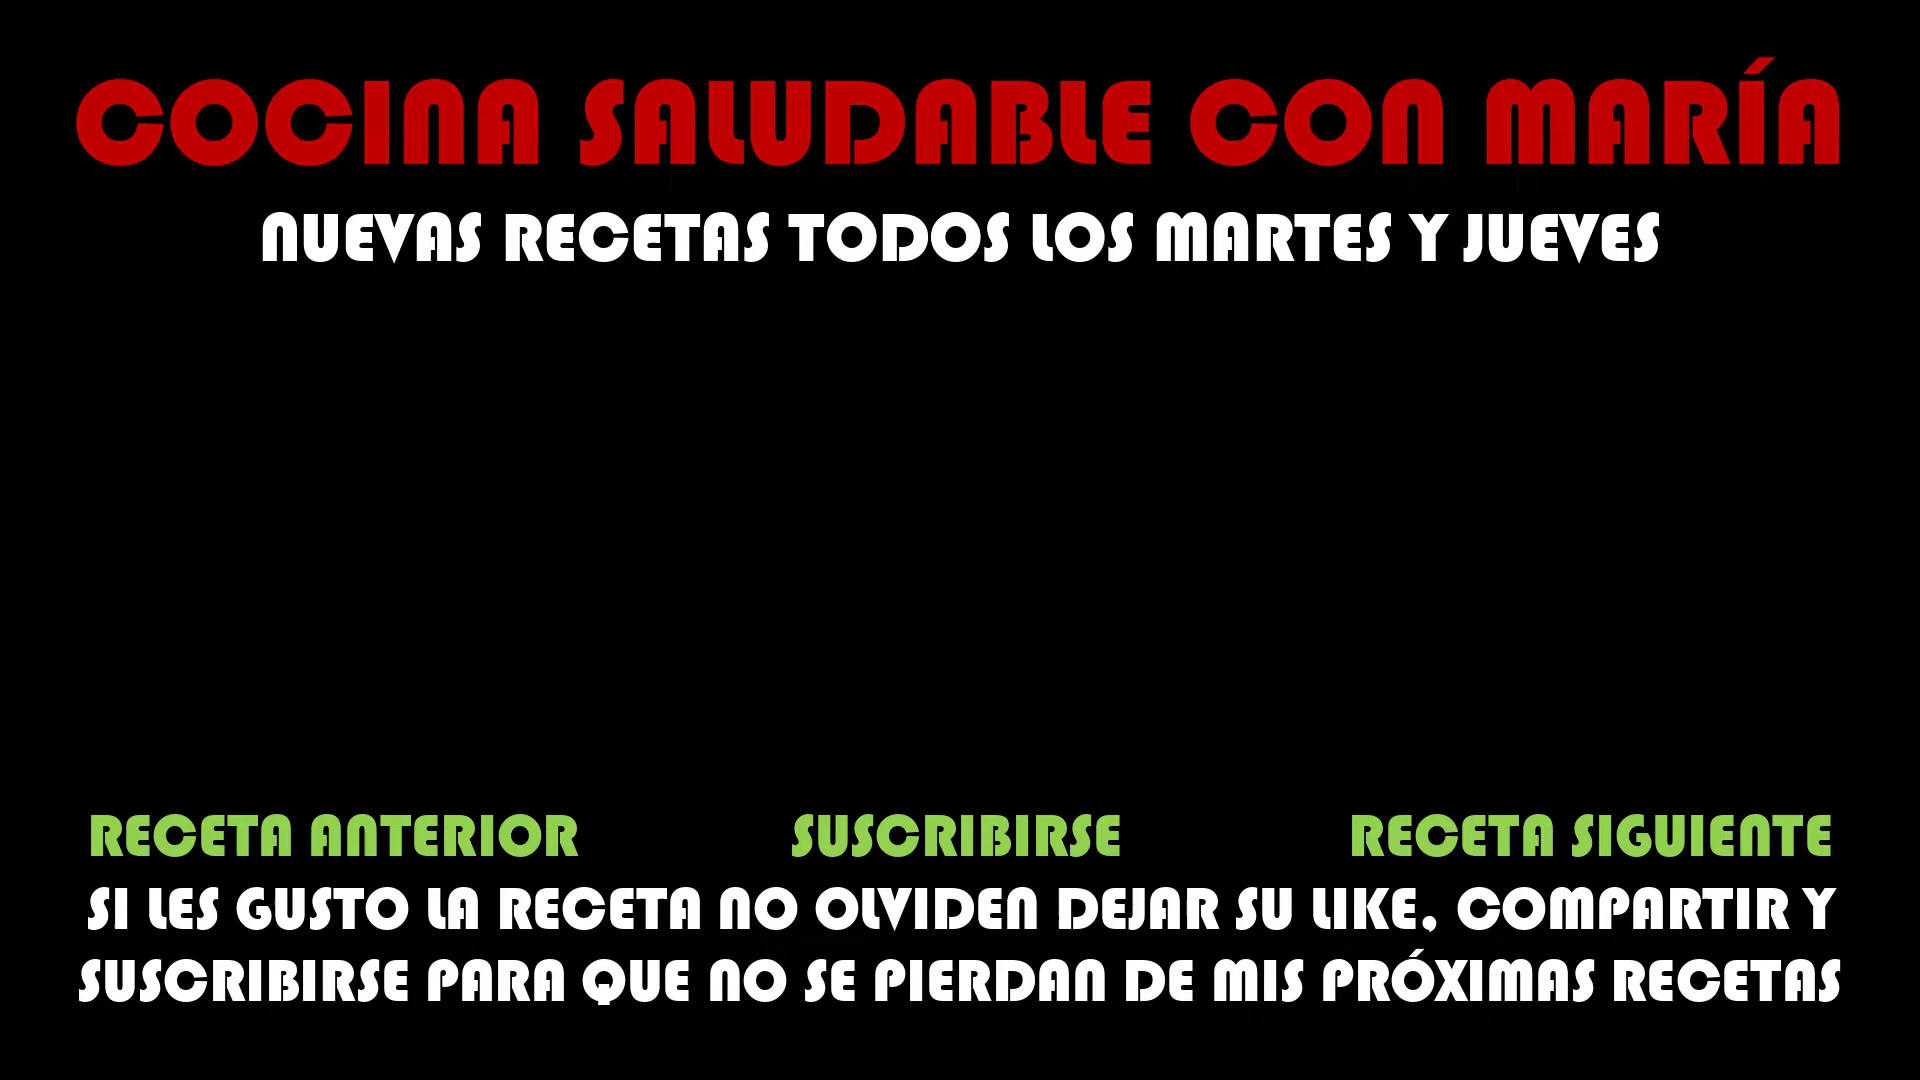 COCINA SALUDABLE CON MARÍA
NUEVAS RECETAS TODOS LOS MARTES Y JUEVES
RECETA ANTERIOR SUSCRIBIRSE RECETA SIGUIENTE
SI LES GUSTO LA RECETA NO OLVIDEN DEJAR SU LIKE, COMPARTIR Y
SUSCRIBIRSE PARA QUE NO SE PIERDAN DE MIS PRÓXIMAS RECETAS